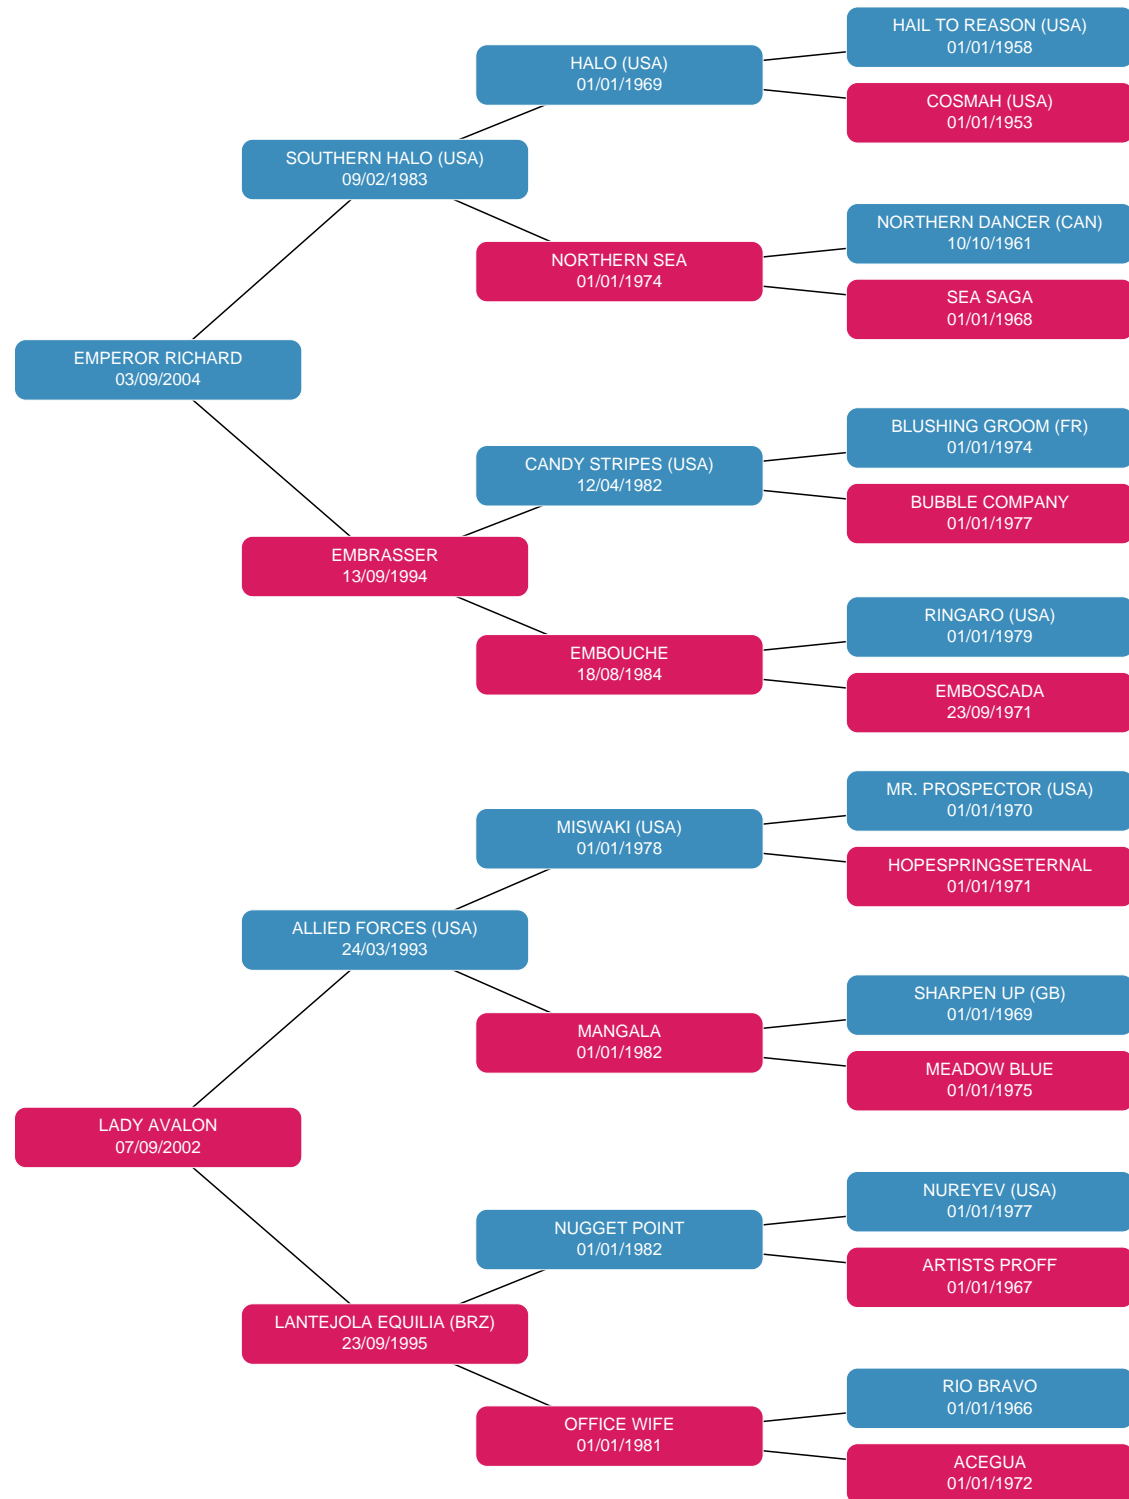 HAIL TO REASON (USA)
01/01/1958
HALO (USA)
01/01/1969
COSMAH (USA)
01/01/1953
SOUTHERN HALO (USA)
09/02/1983
NORTHERN DANCER (CAN)
10/10/1961
NORTHERN SEA
01/01/1974
SEA SAGA
01/01/1968
EMPEROR RICHARD
03/09/2004
BLUSHING GROOM (FR)
01/01/1974
CANDY STRIPES (USA)
12/04/1982
BUBBLE COMPANY
01/01/1977
EMBRASSER
13/09/1994
RINGARO (USA)
01/01/1979
EMBOUCHE
18/08/1984
EMBOSCADA
23/09/1971
MR. PROSPECTOR (USA)
01/01/1970
MISWAKI (USA)
01/01/1978
HOPESPRINGSETERNAL
01/01/1971
ALLIED FORCES (USA)
24/03/1993
SHARPEN UP (GB)
01/01/1969
MANGALA
01/01/1982
MEADOW BLUE
01/01/1975
LADY AVALON
07/09/2002
NUREYEV (USA)
01/01/1977
NUGGET POINT
01/01/1982
ARTISTS PROFF
01/01/1967
LANTEJOLA EQUILIA (BRZ)
23/09/1995
RIO BRAVO
01/01/1966
OFFICE WIFE
01/01/1981
ACEGUA
01/01/1972